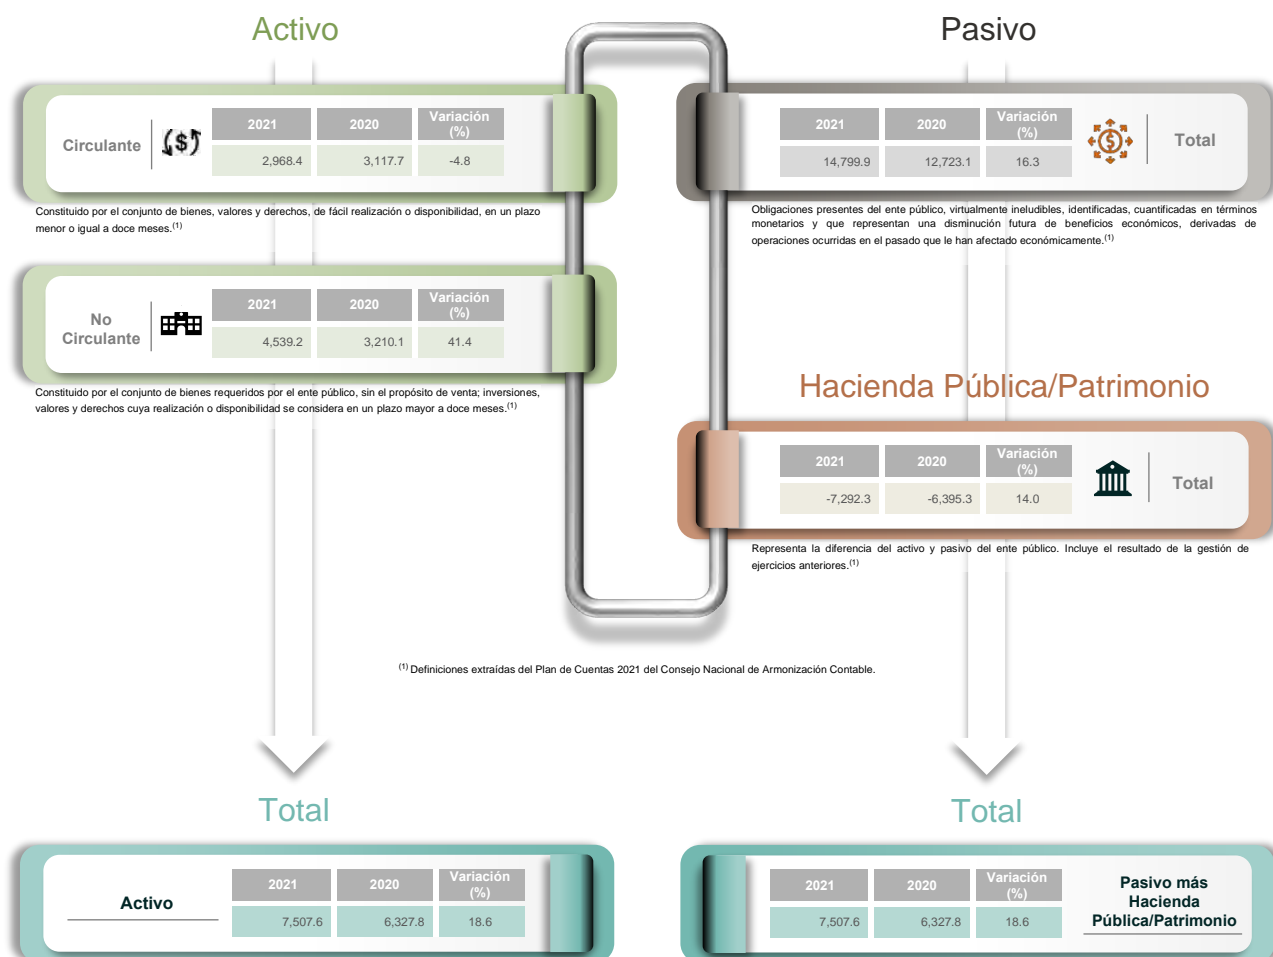 Activo
Circulante
2021 2020 Variación (%)
2,968.4 3,117.7 -4.8
Constituido por el conjunto de bienes, valores y derechos, de fácil realización o disponibilidad, en un plazo
menor o igual a doce meses.(1)
No
Circulante
2021 2020 Variación (%)
4,539.2 3,210.1 41.4
Constituido por el conjunto de bienes requeridos por el ente público, sin el propósito de venta; inversiones,
valores y derechos cuya realización o disponibilidad se considera en un plazo mayor a doce meses.(1)
Pasivo
2021 2020 Variación (%)
14,799.9 12,723.1 16.3
Total
Obligaciones presentes del ente público, virtualmente ineludibles, identificadas, cuantificadas en términos
monetarios y que representan una disminución futura de beneficios económicos, derivadas de
operaciones ocurridas en el pasado que le han afectado económicamente.(1)
Hacienda Pública/Patrimonio
2021 2020 Variación (%)
-7,292.3 -6,395.3 14.0
Total
Representa la diferencia del activo y pasivo del ente público. Incluye el resultado de la gestión de
ejercicios anteriores.(1)
(1) Definiciones extraídas del Plan de Cuentas 2021 del Consejo Nacional de Armonización Contable.
Total
Activo
2021 2020 Variación (%)
7,507.6 6,327.8 18.6
Total
2021 2020 Variación (%)
7,507.6 6,327.8 18.6
Pasivo más
Hacienda
Pública/Patrimonio